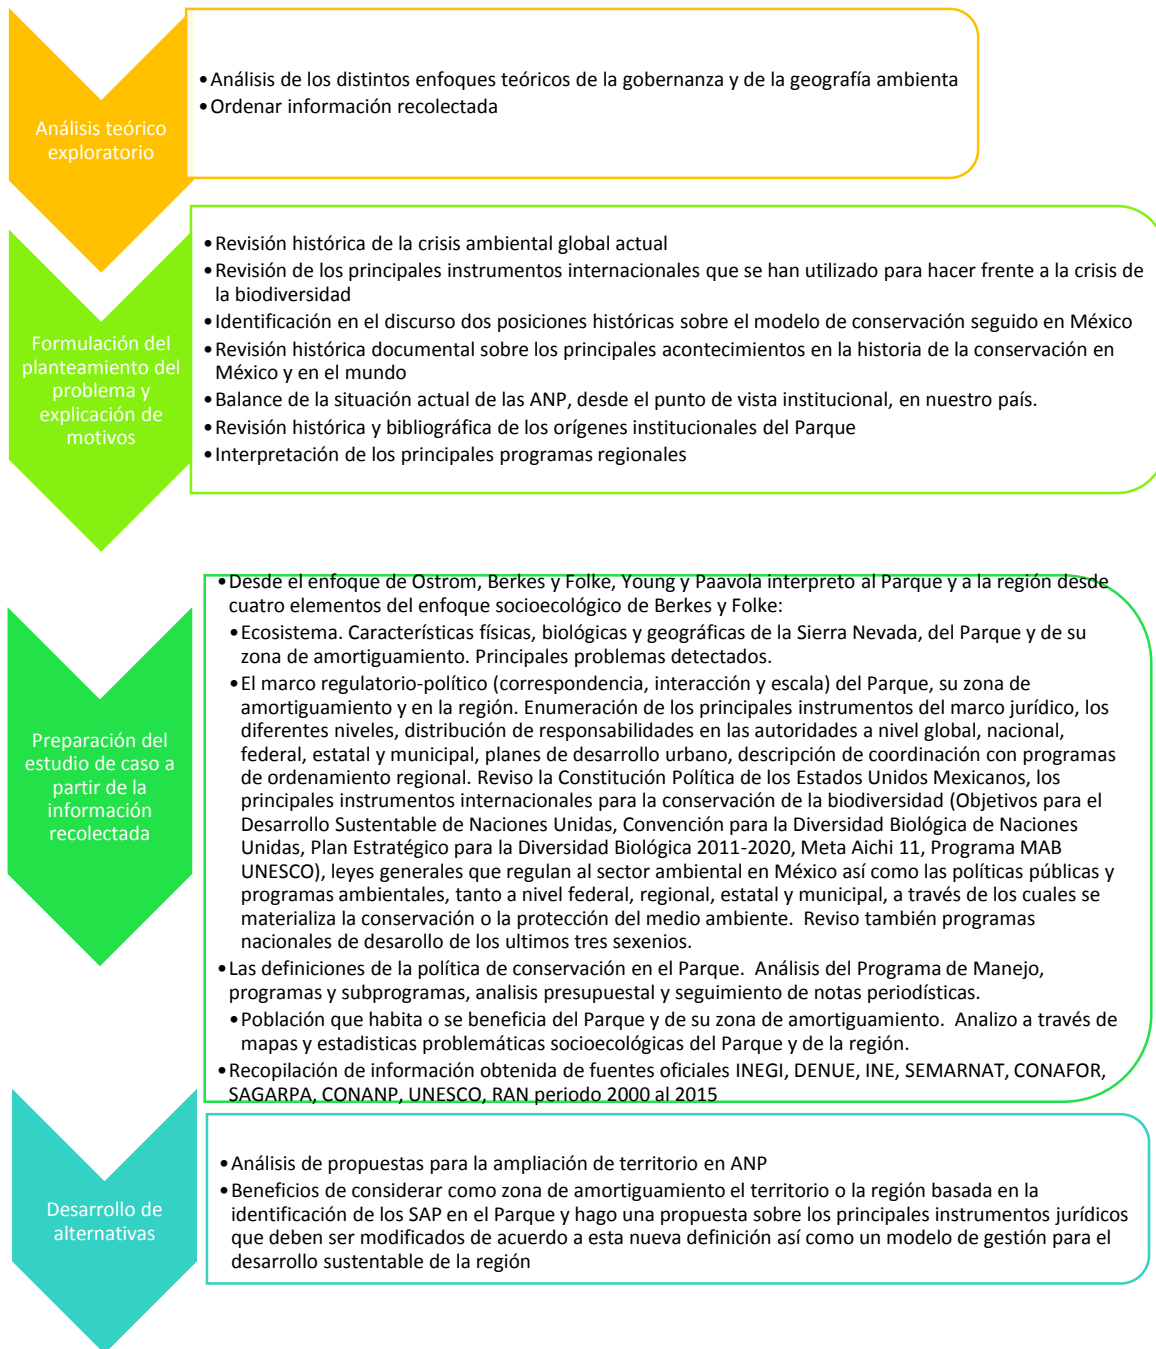 Análisis teórico
exploratorio
•Análisis de los distintos enfoques teóricos de la gobernanza y de la geografía ambienta
•Ordenar información recolectada
Formulación del
planteamiento del
problema y
explicación de
motivos
•Revisión histórica de la crisis ambiental global actual
•Revisión de los principales instrumentos internacionales que se han utilizado para hacer frente a la crisis de
la biodiversidad
•Identificación en el discurso dos posiciones históricas sobre el modelo de conservación seguido en México
•Revisión histórica documental sobre los principales acontecimientos en la historia de la conservación en
México y en el mundo
•Balance de la situación actual de las ANP, desde el punto de vista institucional, en nuestro país.
•Revisión histórica y bibliográfica de los orígenes institucionales del Parque
•Interpretación de los principales programas regionales
Preparación del
estudio de caso a
partir de la
información
recolectada
•Desde el enfoque de Ostrom, Berkes y Folke, Young y Paavola interpreto al Parque y a la región desde
cuatro elementos del enfoque socioecológico de Berkes y Folke:
•Ecosistema. Características físicas, biológicas y geográficas de la Sierra Nevada, del Parque y de su
zona de amortiguamiento. Principales problemas detectados.
•El marco regulatorio-político (correspondencia, interacción y escala) del Parque, su zona de
amortiguamiento y en la región. Enumeración de los principales instrumentos del marco jurídico, los
diferentes niveles, distribución de responsabilidades en las autoridades a nivel global, nacional,
federal, estatal y municipal, planes de desarrollo urbano, descripción de coordinación con programas
de ordenamiento regional. Reviso la Constitución Política de los Estados Unidos Mexicanos, los
principales instrumentos internacionales para la conservación de la biodiversidad (Objetivos para el
Desarrollo Sustentable de Naciones Unidas, Convención para la Diversidad Biológica de Naciones
Unidas, Plan Estratégico para la Diversidad Biológica 2011-2020, Meta Aichi 11, Programa MAB
UNESCO), leyes generales que regulan al sector ambiental en México así como las políticas públicas y
programas ambientales, tanto a nivel federal, regional, estatal y municipal, a través de los cuales se
materializa la conservación o la protección del medio ambiente. Reviso también programas
nacionales de desarollo de los ultimos tres sexenios.
•Las definiciones de la política de conservación en el Parque. Análisis del Programa de Manejo,
programas y subprogramas, analisis presupuestal y seguimiento de notas periodísticas.
•Población que habita o se beneficia del Parque y de su zona de amortiguamiento. Analizo a través de
mapas y estadisticas problemáticas socioecológicas del Parque y de la región.
•Recopilación de información obtenida de fuentes oficiales INEGI, DENUE, INE, SEMARNAT, CONAFOR,
SAGARPA, CONANP, UNESCO, RAN periodo 2000 al 2015
Desarrollo de
alternativas
•Análisis de propuestas para la ampliación de territorio en ANP
•Beneficios de considerar como zona de amortiguamiento el territorio o la región basada en la
identificación de los SAP en el Parque y hago una propuesta sobre los principales instrumentos jurídicos
que deben ser modificados de acuerdo a esta nueva definición así como un modelo de gestión para el
desarrollo sustentable de la región